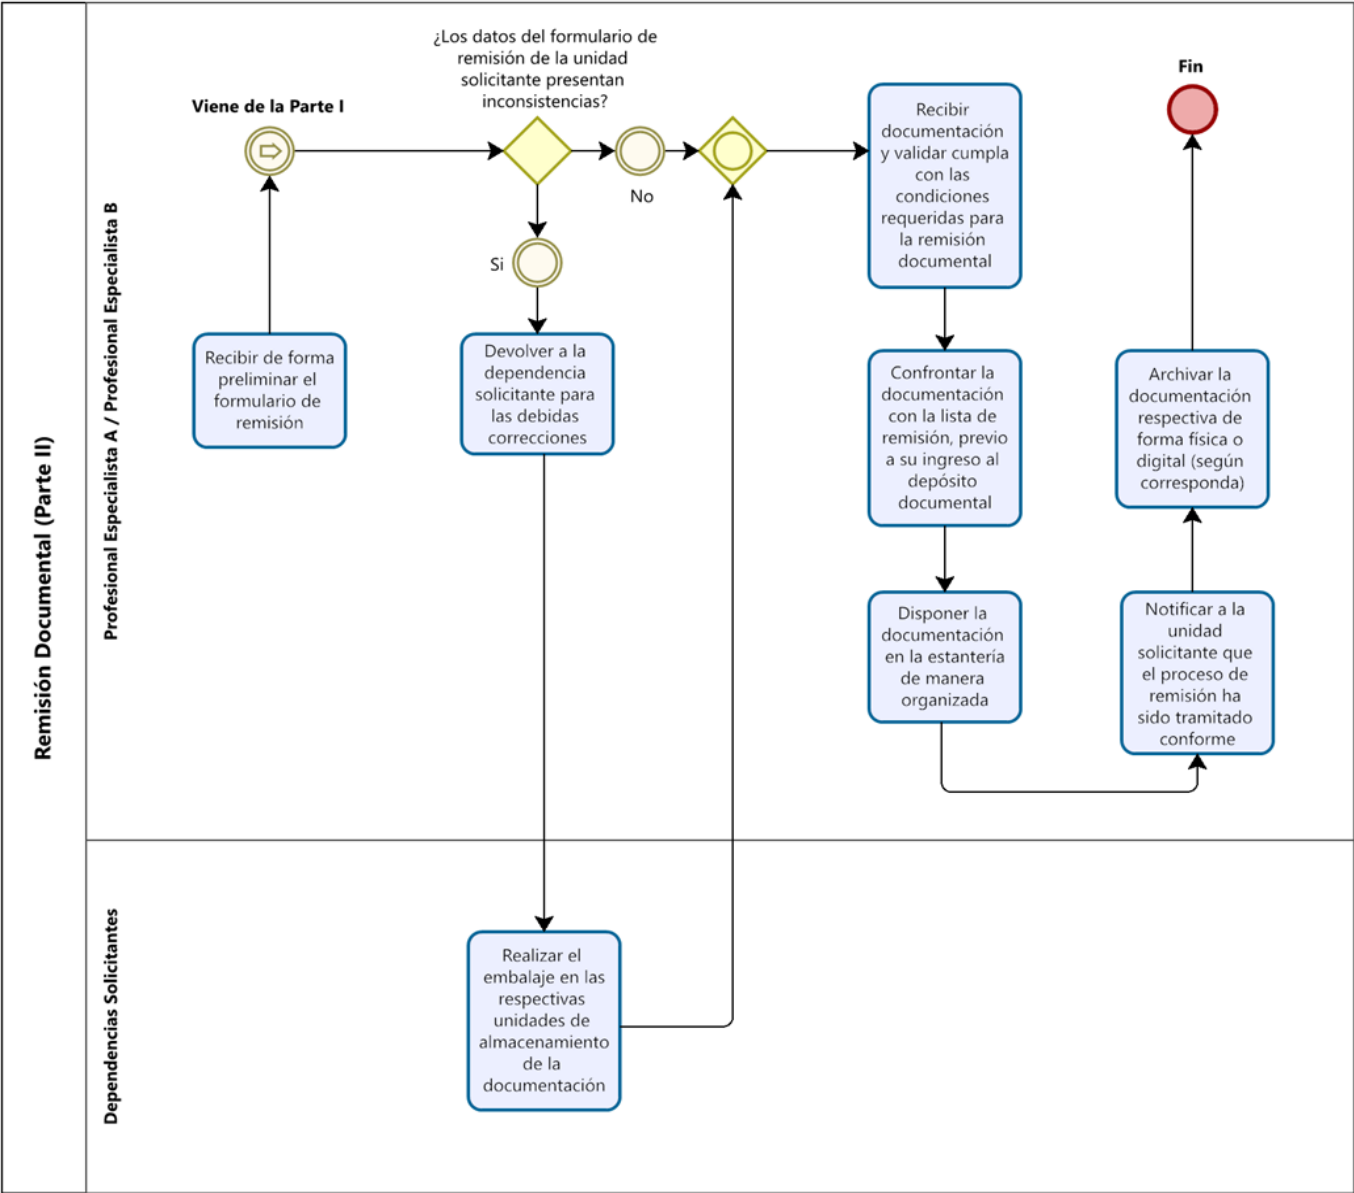 Remisión Documental (Parte II)
Profesional Especialista A / Profesional Especialista B
Viene de la Parte I
Recibir de forma
preliminar el
formulario de
remisión
¿Los datos del formulario de
remisión de la unidad
solicitante presentan
inconsistencias?
No
Si
Devolver a la
dependencia
solicitante para
las debidas
correcciones
Recibir
documentación
y validar cumpla
con las
condiciones
requeridas para
la remisión
documental
Confrontar la
documentación
con la lista de
remisión, previo
a su ingreso al
depósito
documental
Disponer la
documentación
en la estantería
de manera
organizada
Fin
Archivar la
documentación
respectiva de
forma física o
digital (según
corresponda)
Notificar a la
unidad
solicitante que
el proceso de
remisión ha
sido tramitado
conforme
Dependencias Solicitantes
Realizar el
embalaje en las
respectivas
unidades de
almacenamiento
de la
documentación